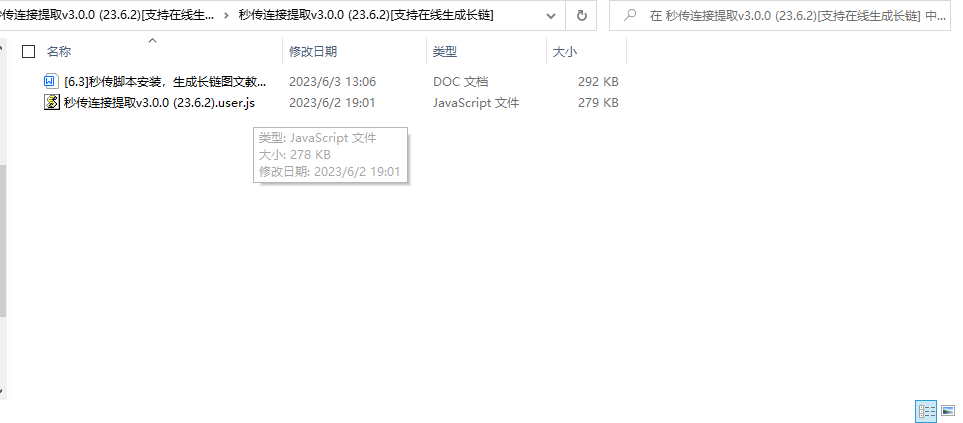 秒传连接提取v3.0.0 (23.6.2)[支持在线生... › 秒传连接提取v3.0.0 (23.6.2)[支持在线生成长链]
在 秒传连接提取v3.0.0 (23.6.2)[支持在线生成长链] 中...
名称 修改日期 类型 大小
[6.3]秒传脚本安装，生成长链图文教... 2023/6/3 13:06 DOC 文档 292 KB
秒传连接提取v3.0.0 (23.6.2).user.js 2023/6/2 19:01 JavaScript 文件 279 KB
类型: JavaScript 文件
大小: 278 KB
修改日期: 2023/6/2 19:01